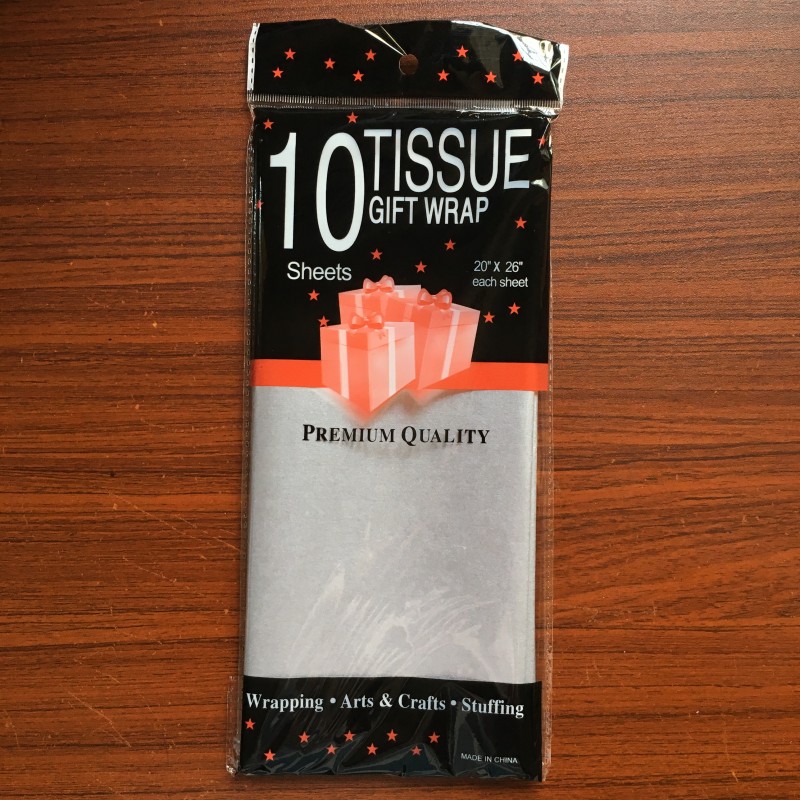 10 TISSUE
GIFT WRAP
Sheets
20" X 26"
each sheet
PREMIUM QUALITY
Wrapping • Arts & Crafts • Stuffing
MADE IN CHINA